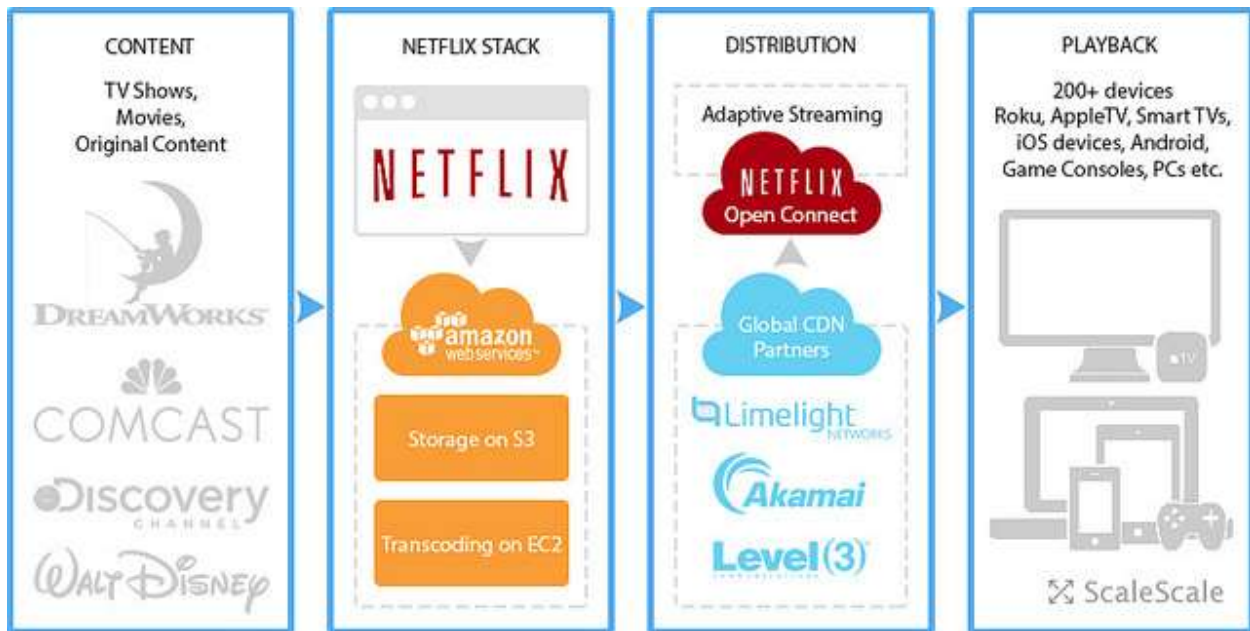 CONTENT
TV Shows,
Movies,
Original Content
DREAMWORKS
COMCAST
Discovery
CHANNEL
WALT DISNEY
NETFLIX STACK
NETFLIX
amazon
webservices™
Storage on S3
Transcoding on EC2
DISTRIBUTION
Adaptive Streaming
NETFLIX
Open Connect
Global CDN
Partners
Limelight
NETWORKS
Akamai
Level(3)
PLAYBACK
200+ devices
Roku, AppleTV, Smart TVs,
iOS devices, Android,
Game Consoles, PCs etc.
tv
ScaleScale